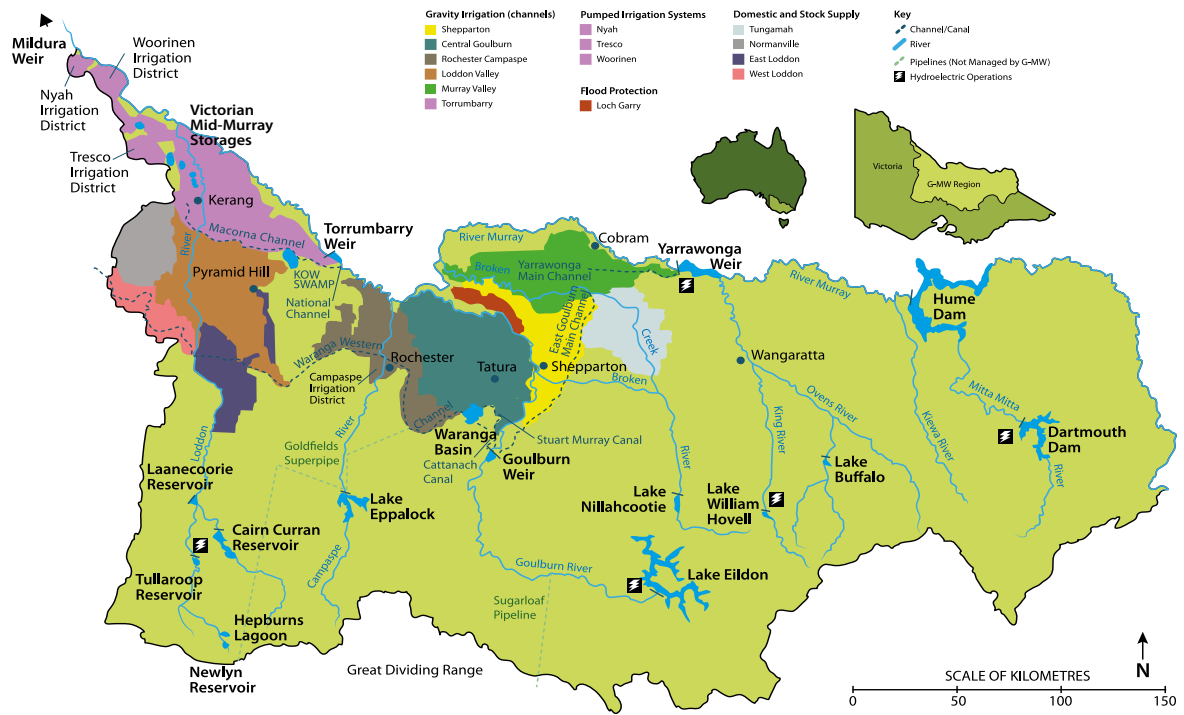 Gravity Irrigation (channels)
Shepparton
Central Goulburn
Rochester Campaspe
Loddon Valley
Murray Valley
Torrumbarry
Pumped Irrigation Systems
Nyah
Tresco
Woorinen
Flood Protection
Loch Garry
Domestic and Stock Supply
Tungamah
Normanville
East Loddon
West Loddon
Key
Channel/Canal
River
Pipelines (Not Managed by G-MW)
Hydroelectric Operations
Mildura
Weir
Woorinen
Irrigation
District
Nyah
Irrigation
District
Victorian
Mid-Murray
Storages
Tresco
Irrigation
District
Victoria
G-MW
Region
Kerang
Macorna Channel
River
Torrumbarry
Weir
Pyramid Hill
KOW
SWAMP
National
Channel
River Murray
Cobram
Broken
Yarrawonga
Main Channel
Yarrawonga
Weir
River Murray
Hume
Dam
East Goulburn
Main Channel
Creek
Waranga Western
Rochester
Campaspe
Irrigation
District
Tatura
Shepparton
Broken
Wangaratta
Channel
River
Waranga
Basin
Stuart Murray Canal
Cattanach
Canal
Goulburn
Weir
Goldfields
Superpipe
Loddon
Ovens River
King River
Kiewa River
Mitta Mitta
Dartmouth
Dam
River
River
Laanecoorie
Reservoir
Lake
Eppalock
Lake
Nillahcootie
Lake
William
Hovell
Lake
Buffalo
Cairn Curran
Reservoir
Tullaroop
Reservoir
Campaspe
Goulburn River
Lake Eildon
Sugarloaf
Pipeline
Hepburns
Lagoon
Newlyn
Reservoir
Great Dividing Range
N
SCALE OF KILOMETRES
0 50 100 150